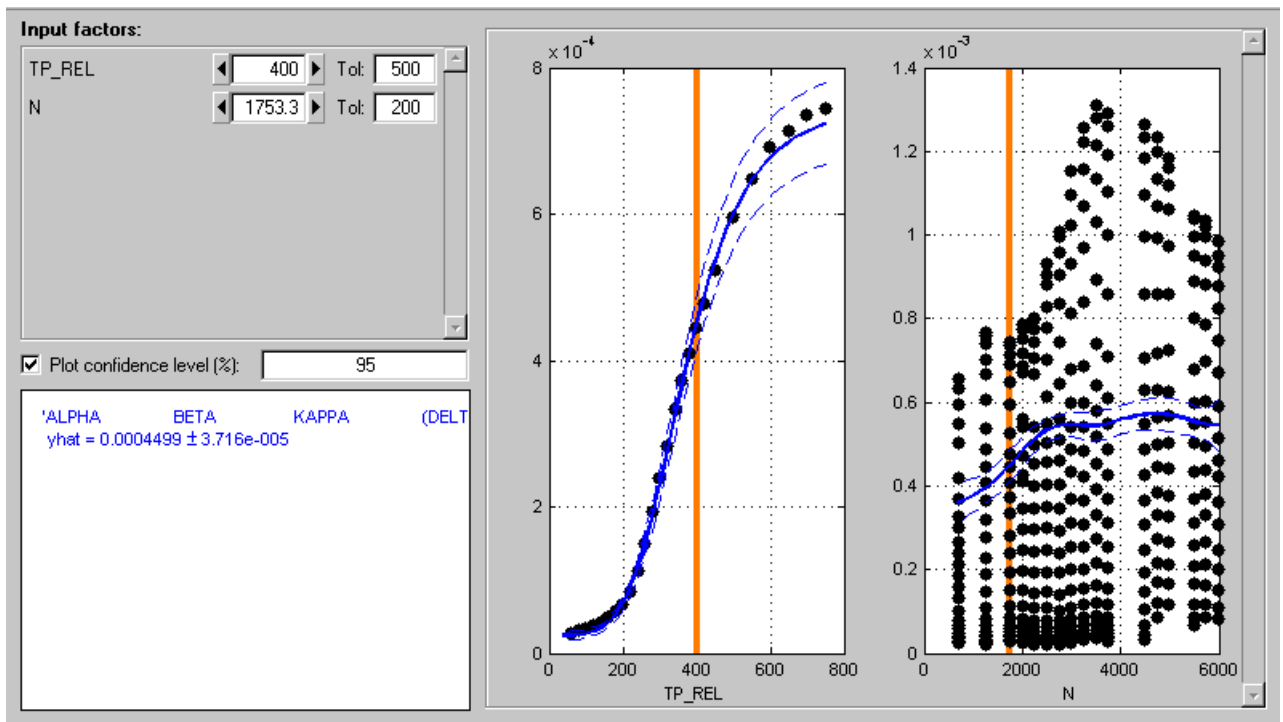 Input factors:
TP_REL 400 Tol: 500
N 1753.3 Tol: 200
Plot confidence level (%): 95
'ALPHA BETA KAPPA (DELT
yhat = 0.0004499 ± 3.716e-005
x 10^-4
8
6
4
2
0
0 200 400 600 800
TP_REL
x 10^-3
1.4
1.2
1
0.8
0.6
0.4
0.2
0
0 2000 4000 6000
N